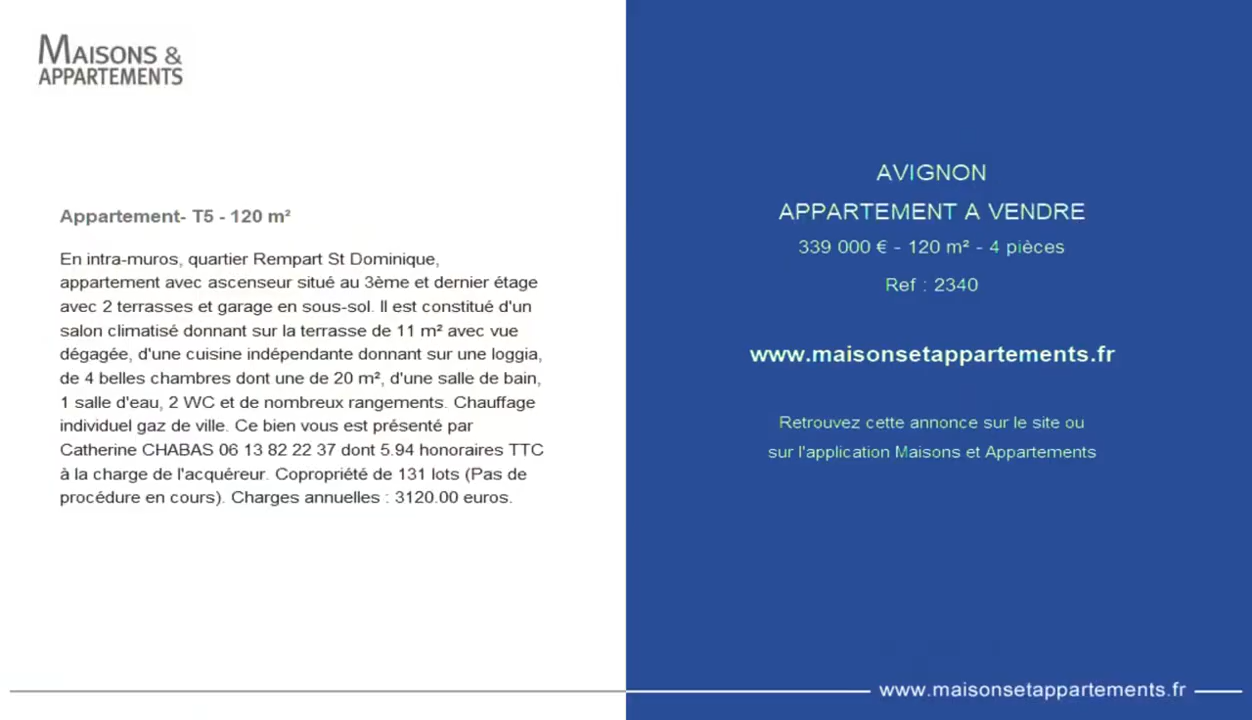 MAISONS &
APPARTEMENTS
Appartement- T5 - 120 m²
En intra-muros, quartier Rempart St Dominique,
appartement avec ascenseur situé au 3ème et dernier étage
avec 2 terrasses et garage en sous-sol. Il est constitué d'un
salon climatisé donnant sur la terrasse de 11 m² avec vue
dégagée, d'une cuisine indépendante donnant sur une loggia,
de 4 belles chambres dont une de 20 m², d'une salle de bain,
1 salle d'eau, 2 WC et de nombreux rangements. Chauffage
individuel gaz de ville. Ce bien vous est présenté par
Catherine CHABAS 06 13 82 22 37 dont 5.94 honoraires TTC
à la charge de l'acquéreur. Copropriété de 131 lots (Pas de
procédure en cours). Charges annuelles : 3120.00 euros.
AVIGNON
APPARTEMENT A VENDRE
339 000 € - 120 m² - 4 pièces
Ref : 2340
www.maisonsetappartements.fr
Retrouvez cette annonce sur le site ou
sur l'application Maisons et Appartements
www.maisonsetappartements.fr